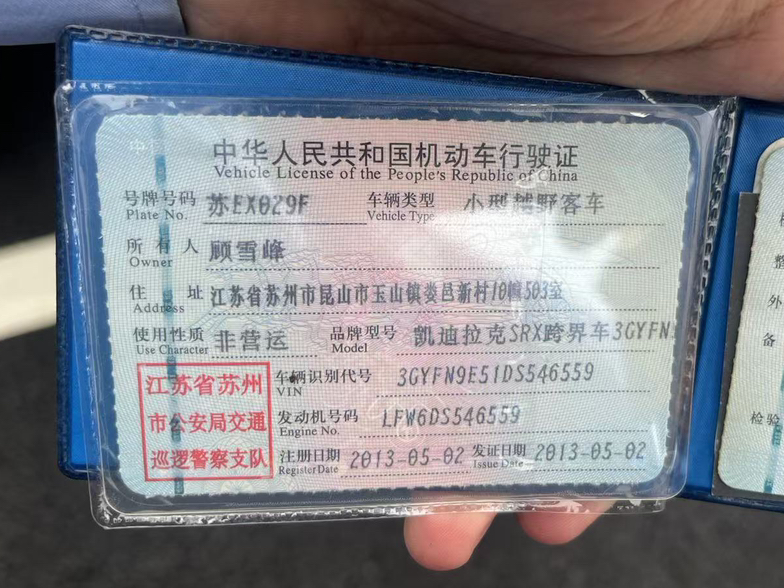 中华人民共和国机动车行驶证
Vehicle License of the People's Republic of China
号牌号码 苏EX029F 车辆类型 小型越野客车
Plate No. Vehicle Type
所有人 顾雪峰
Owner
住址 江苏省苏州市昆山市玉山镇娄邑新村10幢503室
Address
使用性质 非营运 品牌型号 凯迪拉克SRX跨界车3GYFN
Use Character Model
江苏省苏州 车辆识别代号 3GYFN9E51DS546559
VIN
市公安局交通 发动机号码 LFW6DS546559
Engine No.
巡逻警察支队 注册日期 2013-05-02 发证日期 2013-05-02
Register Date Issue Date
整
外
备
检验